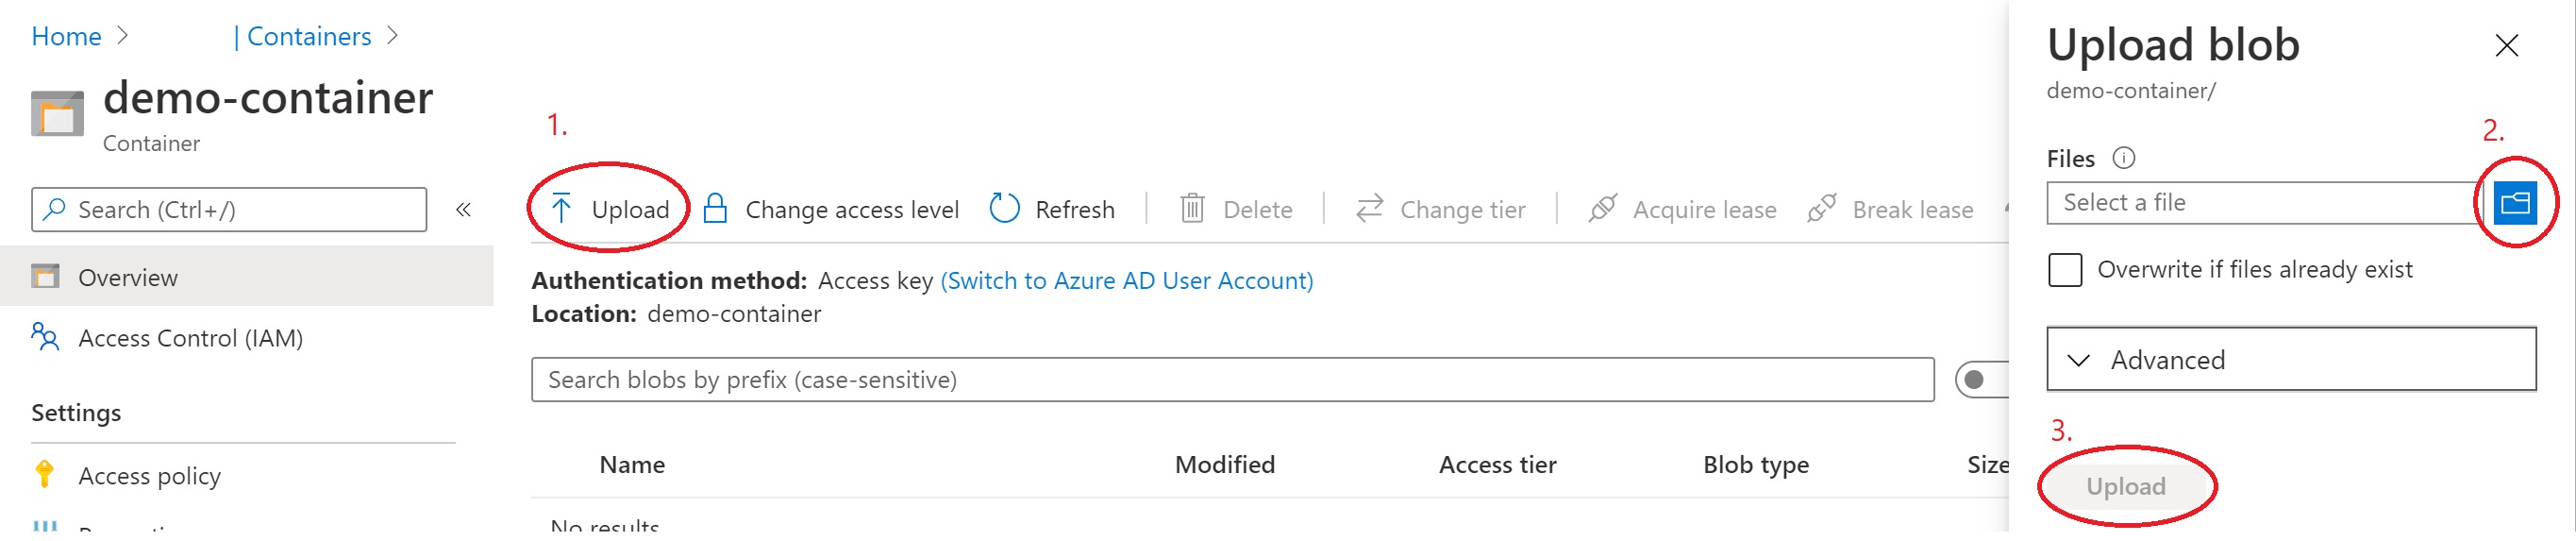 Home > | Containers >
demo-container
Container
Search (Ctrl+/)
«
Overview
Access Control (IAM)
Settings
Access policy
1.
Upload
Change access level
Refresh
Delete
Change tier
Acquire lease
Break lease
Authentication method: Access key (Switch to Azure AD User Account)
Location: demo-container
Search blobs by prefix (case-sensitive)
Name Modified Access tier Blob type Size
No results
Upload blob
demo-container/
2.
Files
Select a file
Overwrite if files already exist
Advanced
3.
Upload